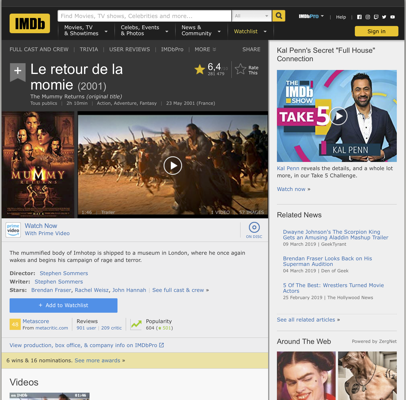 IMDb
Find Movies, TV shows, Celebrities and more...
All
Movies, TV
& Showtimes
Celebs, Events
& Photos
News &
Community
Watchlist
IMDbPro
Help
Sign in
FULL CAST AND CREW
TRIVIA
USER REVIEWS
IMDbPro
MORE
SHARE
Le retour de la
momie (2001)
The Mummy Returns (original title)
Tous publics
2h 10min
Action, Adventure, Fantasy
23 May 2001 (France)
6,4
Rate
This
THE
MUMMY
RETURNS
Trailer
Watch Now
With Prime Video
ON DISC
The mummified body of Imhotep is shipped to a museum in London, where he once again
wakes and begins his campaign of rage and terror.
Director: Stephen Sommers
Writer: Stephen Sommers
Stars: Brendan Fraser, Rachel Weisz, John Hannah | See full cast & crew »
+ Add to Watchlist
Metascore
From metacritic.com
Reviews
901 user
209 critic
Popularity
604
View production, box office, & company info on IMDbPro
6 wins & 16 nominations. See more awards »
Videos
Kal Penn's Secret "Full House"
Connection
THE
IMDb
SHOW
TAKE 5
KAL PENN
Kal Penn reveals the details, and a whole lot
more, in our Take 5 Challenge.
Watch now »
Related News
Dwayne Johnson's The Scorpion King
Gets an Amusing Aladdin Mashup Trailer
09 March 2019 | GeekTyrant
Brendan Fraser Looks Back on His
Superman Audition
04 March 2019 | Den of Geek
5 Of The Best: Wrestlers Turned Movie
Actors
25 February 2019 | The Hollywood News
See all related articles »
Around The Web
Powered by ZergNet